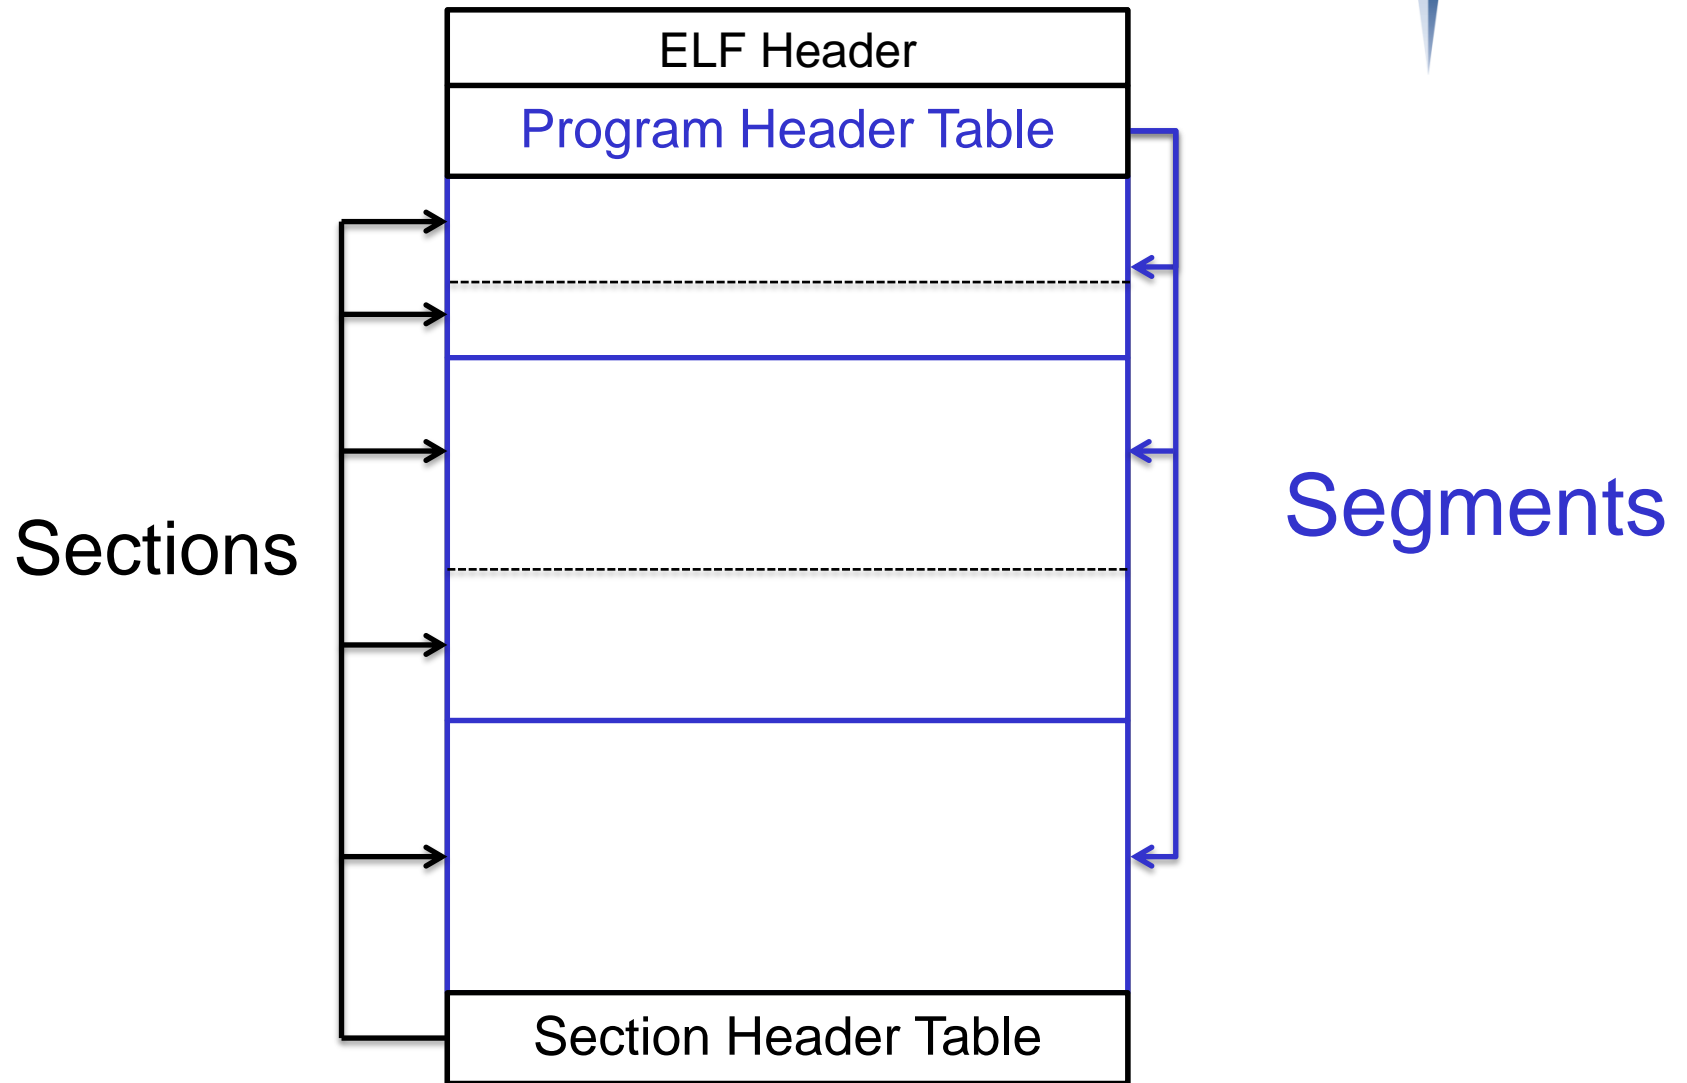 ELF Header
Program Header Table
Sections
Segments
Section Header Table